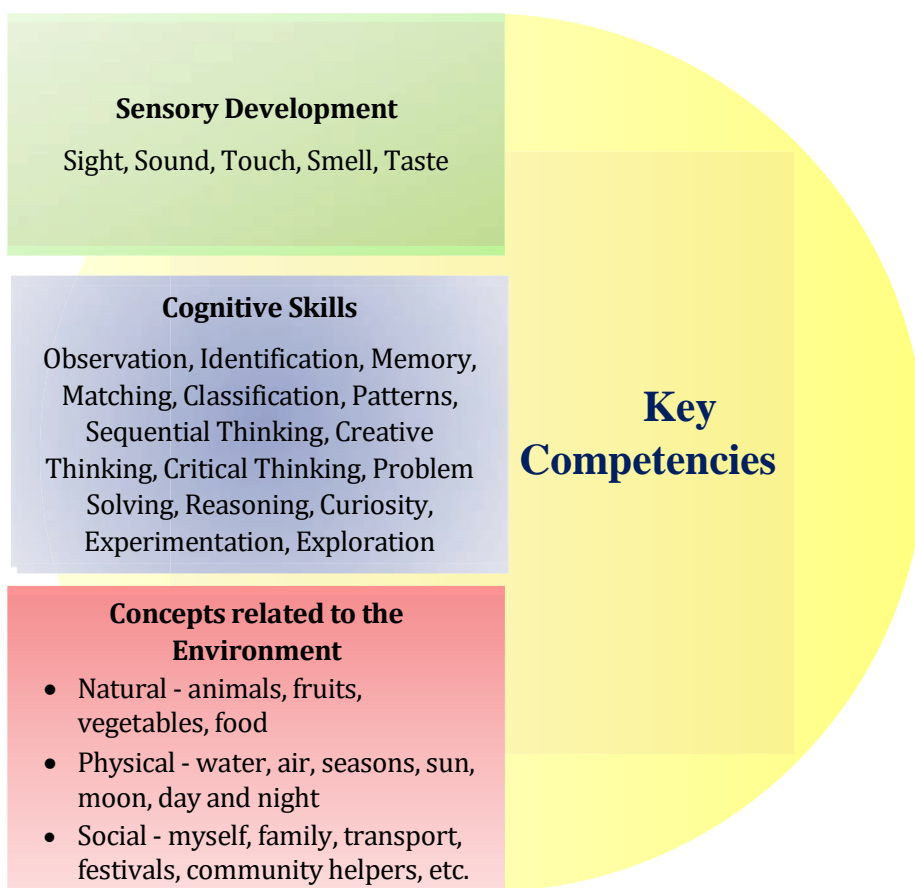 Sensory Development
Sight, Sound, Touch, Smell, Taste
Cognitive Skills
Observation, Identification, Memory,
Matching, Classification, Patterns,
Sequential Thinking, Creative
Thinking, Critical Thinking, Problem
Solving, Reasoning, Curiosity,
Experimentation, Exploration
Key
Competencies
Concepts related to the
Environment
• Natural - animals, fruits,
vegetables, food
• Physical - water, air, seasons, sun,
moon, day and night
• Social - myself, family, transport,
festivals, community helpers, etc.